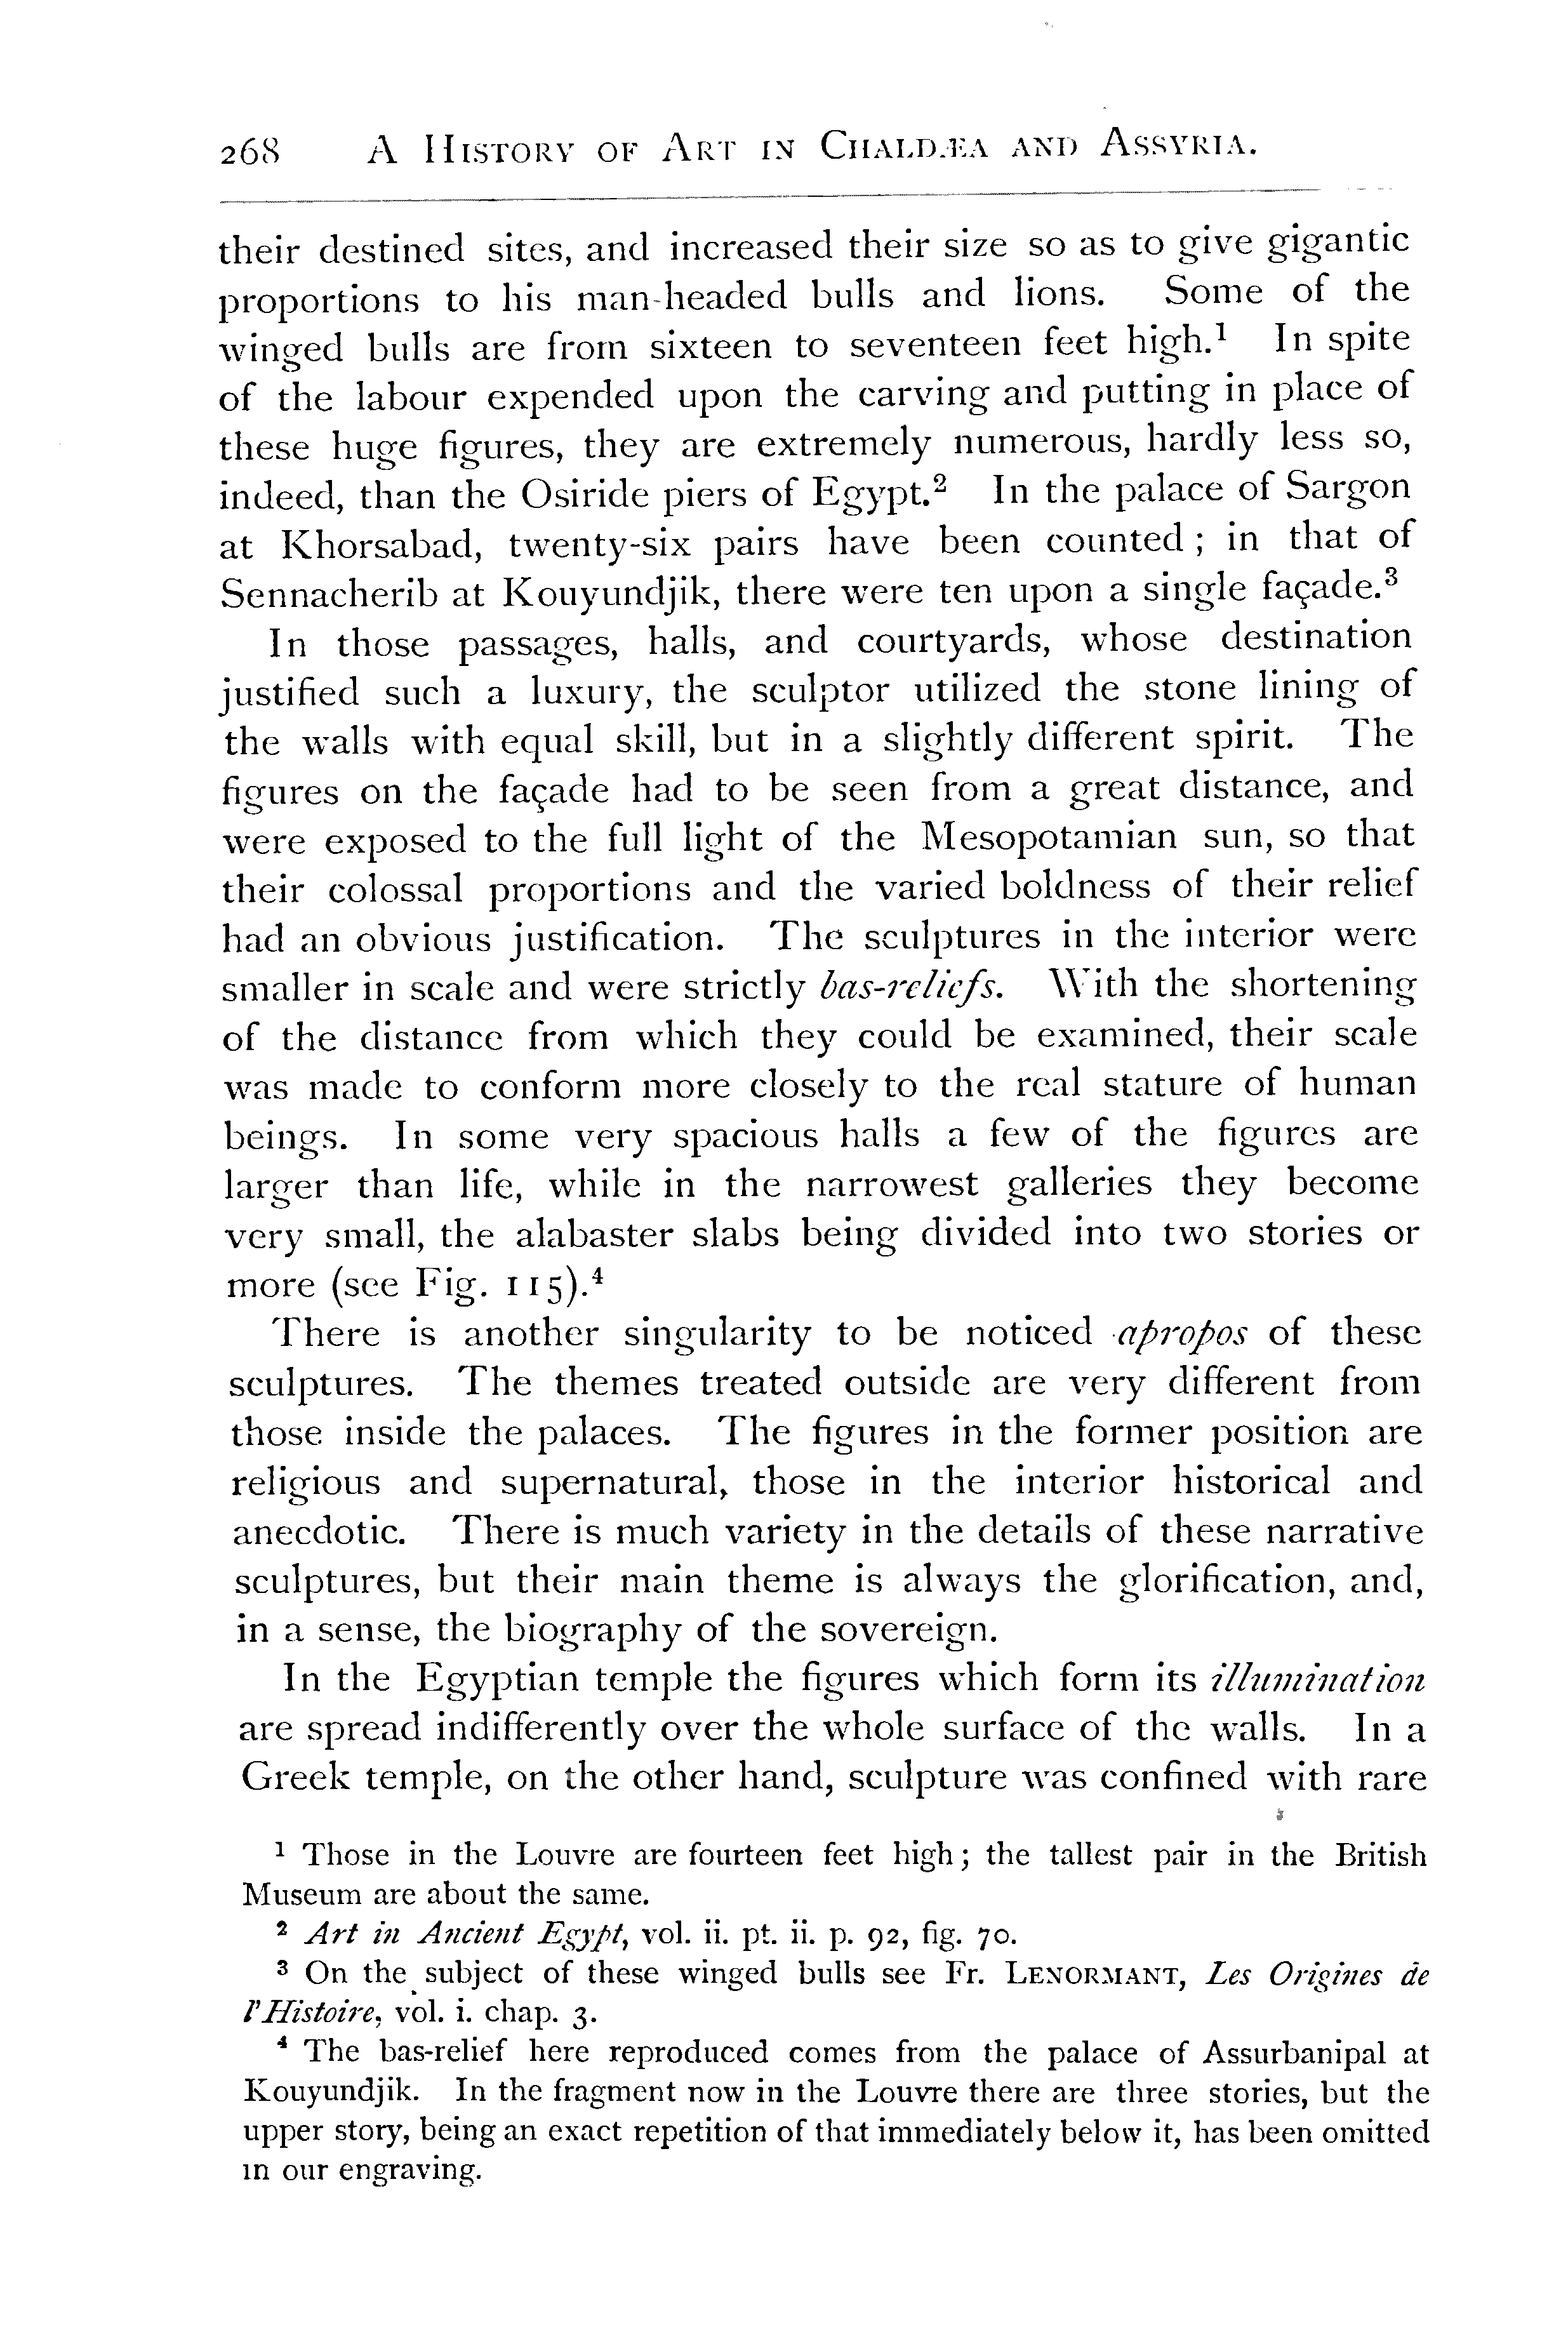 268 A HISTORY OF ART IN CHALDÆA AND ASSYRIA.
their destined sites, and increased their size so as to give gigantic
proportions to his man-headed bulls and lions. Some of the
winged bulls are from sixteen to seventeen feet high.¹ In spite
of the labour expended upon the carving and putting in place of
these huge figures, they are extremely numerous, hardly less so,
indeed, than the Osiride piers of Egypt.² In the palace of Sargon
at Khorsabad, twenty-six pairs have been counted; in that of
Sennacherib at Kouyundjik, there were ten upon a single façade.³
In those passages, halls, and courtyards, whose destination
justified such a luxury, the sculptor utilized the stone lining of
the walls with equal skill, but in a slightly different spirit. The
figures on the façade had to be seen from a great distance, and
were exposed to the full light of the Mesopotamian sun, so that
their colossal proportions and the varied boldness of their relief
had an obvious justification. The sculptures in the interior were
smaller in scale and were strictly bas-reliefs. With the shortening
of the distance from which they could be examined, their scale
was made to conform more closely to the real stature of human
beings. In some very spacious halls a few of the figures are
larger than life, while in the narrowest galleries they become
very small, the alabaster slabs being divided into two stories or
more (see Fig. 115).⁴
There is another singularity to be noticed apropos of these
sculptures. The themes treated outside are very different from
those inside the palaces. The figures in the former position are
religious and supernatural, those in the interior historical and
anecdotic. There is much variety in the details of these narrative
sculptures, but their main theme is always the glorification, and,
in a sense, the biography of the sovereign.
In the Egyptian temple the figures which form its illumination
are spread indifferently over the whole surface of the walls. In a
Greek temple, on the other hand, sculpture was confined with rare
¹ Those in the Louvre are fourteen feet high; the tallest pair in the British
Museum are about the same.
² Art in Ancient Egypt, vol. ii. pt. ii. p. 92, fig. 70.
³ On the subject of these winged bulls see Fr. LENORMANT, Les Origines de
l'Histoire, vol. i. chap. 3.
⁴ The bas-relief here reproduced comes from the palace of Assurbanipal at
Kouyundjik. In the fragment now in the Louvre there are three stories, but the
upper story, being an exact repetition of that immediately below it, has been omitted
in our engraving.